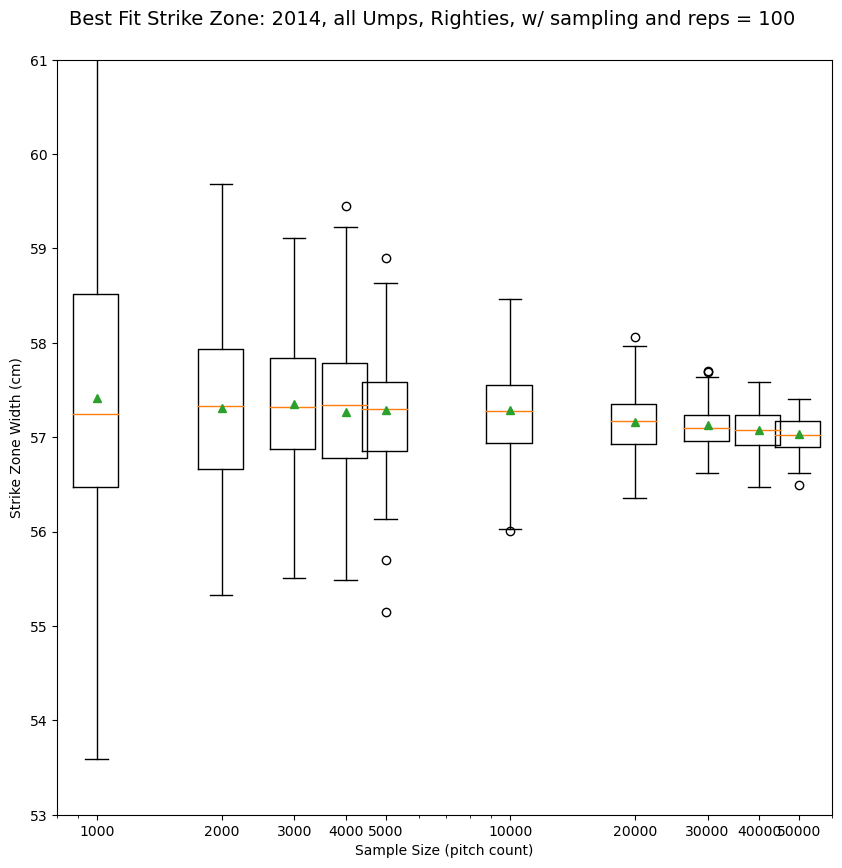 Best Fit Strike Zone: 2014, all Umps, Righties, w/ sampling and reps = 100
61
60
59
58
57
56
55
54
53
Strike Zone Width (cm)
1000 2000 3000 4000 5000 10000 20000 30000 40000 50000
Sample Size (pitch count)